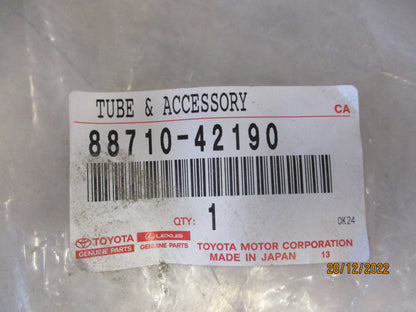 TUBE & ACCESSORY
CA
88710-42190
QTY: 1
OK24
TOYOTA
GENUINE PARTS
LEXUS
GENUINE PARTS
TOYOTA MOTOR CORPORATION
MADE IN JAPAN 13
20/12/2022